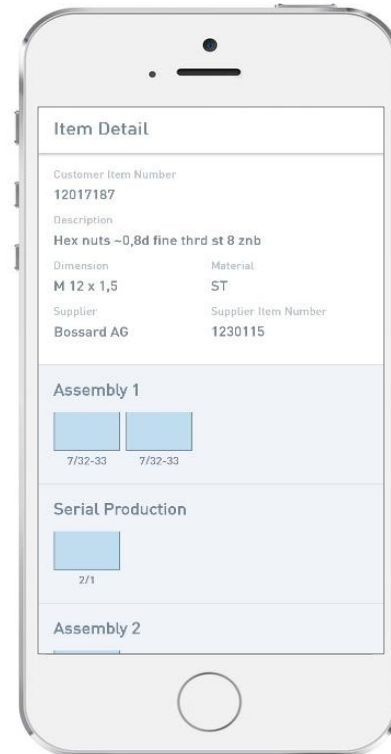 Item Detail
Customer Item Number
12017187
Description
Hex nuts ~0,8d fine thrd st 8 znb
Dimension Material
M 12 x 1,5 ST
Supplier Supplier Item Number
Bossard AG 1230115
Assembly 1
7/32-33 7/32-33
Serial Production
2/1
Assembly 2